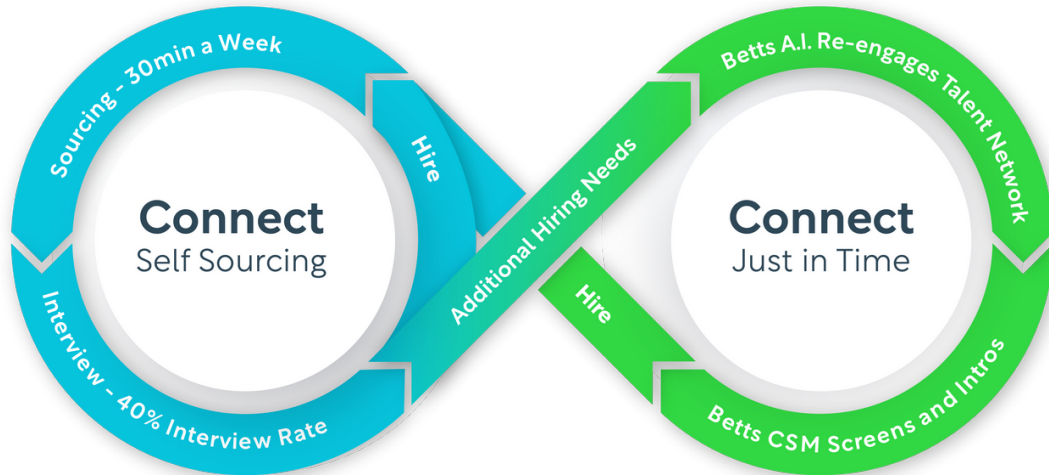 Sourcing - 30min a Week
Hire
Connect
Self Sourcing
Interview - 40% Interview Rate
Additional Hiring Needs
Betts A.I. Re-engages Talent Network
Connect
Just in Time
Betts CSM Screens and Intros
Hire